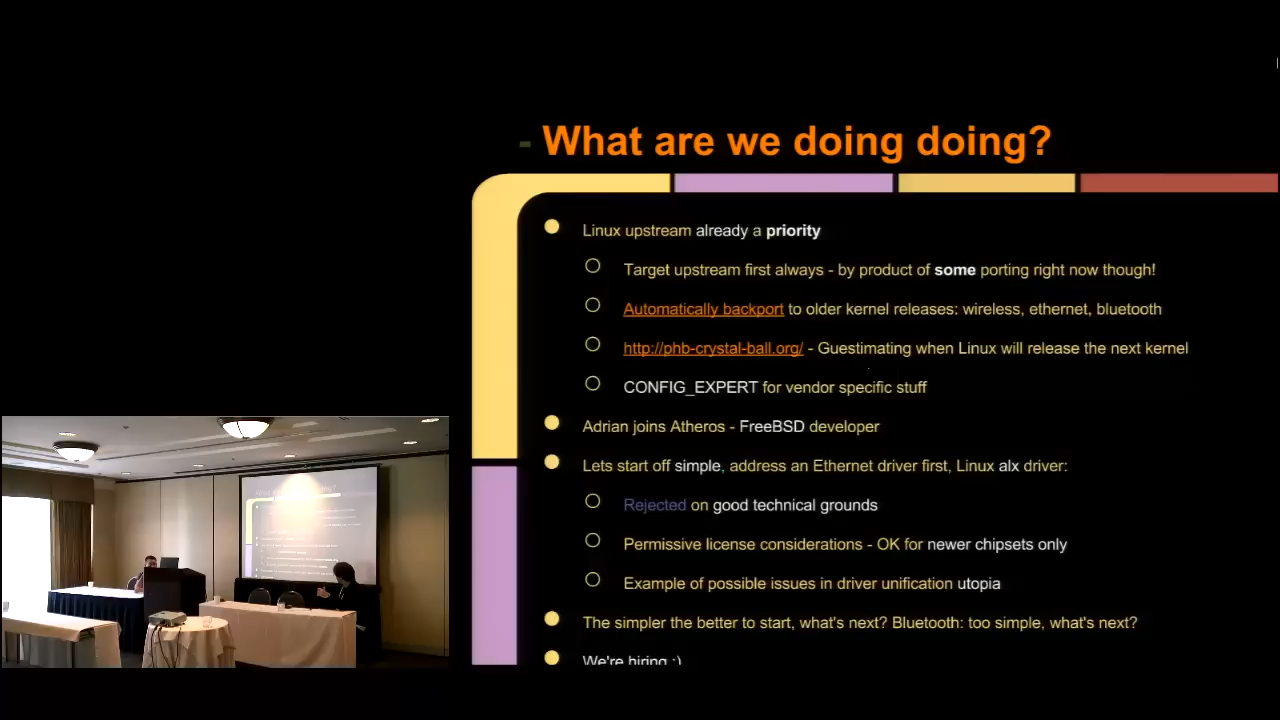 - What are we doing doing?
Linux upstream already a priority
Target upstream first always - by product of some porting right now though!
Automatically backport to older kernel releases: wireless, ethernet, bluetooth
http://phb-crystal-ball.org/ - Guestimating when Linux will release the next kernel
CONFIG_EXPERT for vendor specific stuff
Adrian joins Atheros - FreeBSD developer
Lets start off simple, address an Ethernet driver first, Linux alx driver:
Rejected on good technical grounds
Permissive license considerations - OK for newer chipsets only
Example of possible issues in driver unification utopia
The simpler the better to start, what's next? Bluetooth: too simple, what's next?
We're hiring :)